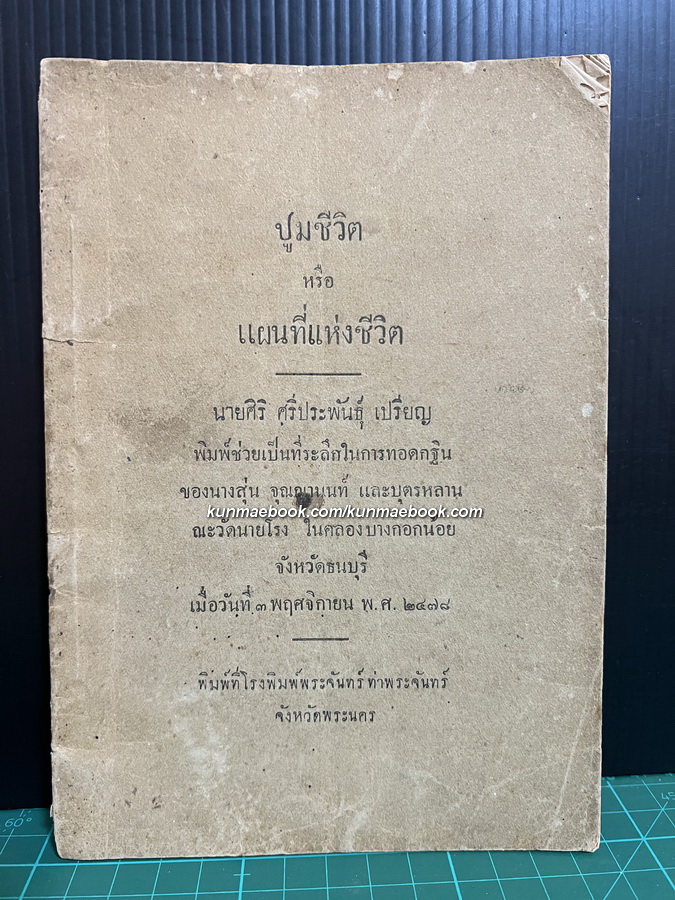 ปูมชีวิต
หรือ
แผนที่แห่งชีวิต
นายศิริ ศรีประพันธุ์ เปรียญ
พิมพ์ช่วยเป็นที่ระลึกในการทอดกฐิน
ของนางสุ่น จุณณานนท์ และบุตรหลาน
kunmaebook.com/kunmaebook.com
ณะวัดนายโรง ในคลองบางกอกน้อย
จังหวัดธนบุรี
เมื่อวันที่ ๓ พฤศจิกายน พ.ศ. ๒๔๗๘
พิมพ์ที่โรงพิมพ์พระจันทร์ ท่าพระจันทร์
จังหวัดพระนคร
60°